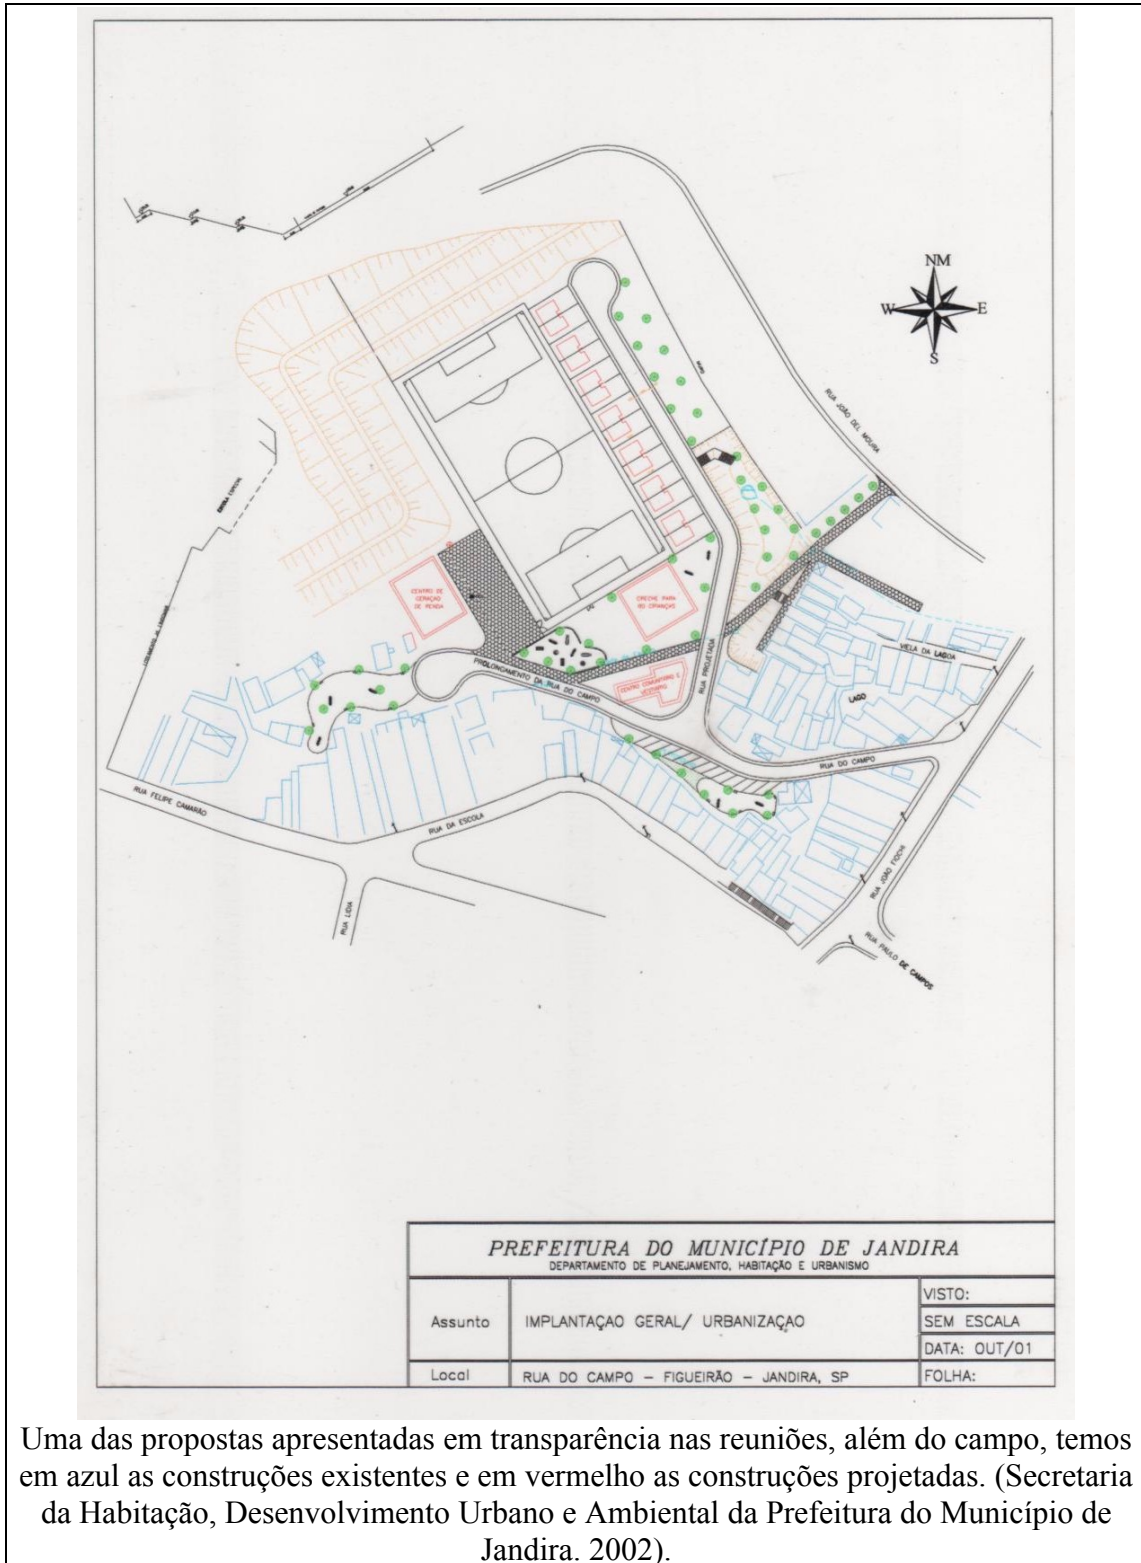 NM
W
E
S
RUA JOÃO DEL MOURA
MURO
CENTRO DE
GERAÇÃO
DE RENDA
CRECHE PARA
PROLONGAMENTO DA RUA DO CAMPO
CENTRO COMUNITÁRIO E
VESTIÁRIO
RUA PROJETADA
VIELA DA LAGOA
LAGO
RUA DO CAMPO
RUA FELIPE CAMARÃO
RUA DA ESCOLA
RUA LIDIA
RUA JOÃO FIOCHI
RUA PAULO DE CAMPOS
PREFEITURA DO MUNICÍPIO DE JANDIRA
DEPARTAMENTO DE PLANEJAMENTO, HABITAÇÃO E URBANISMO
Assunto
IMPLANTAÇAO GERAL/ URBANIZAÇAO
VISTO:
SEM ESCALA
DATA: OUT/01
Local
RUA DO CAMPO – FIGUEIRÃO – JANDIRA, SP
FOLHA:
Uma das propostas apresentadas em transparência nas reuniões, além do campo, temos
em azul as construções existentes e em vermelho as construções projetadas. (Secretaria
da Habitação, Desenvolvimento Urbano e Ambiental da Prefeitura do Município de
Jandira. 2002).